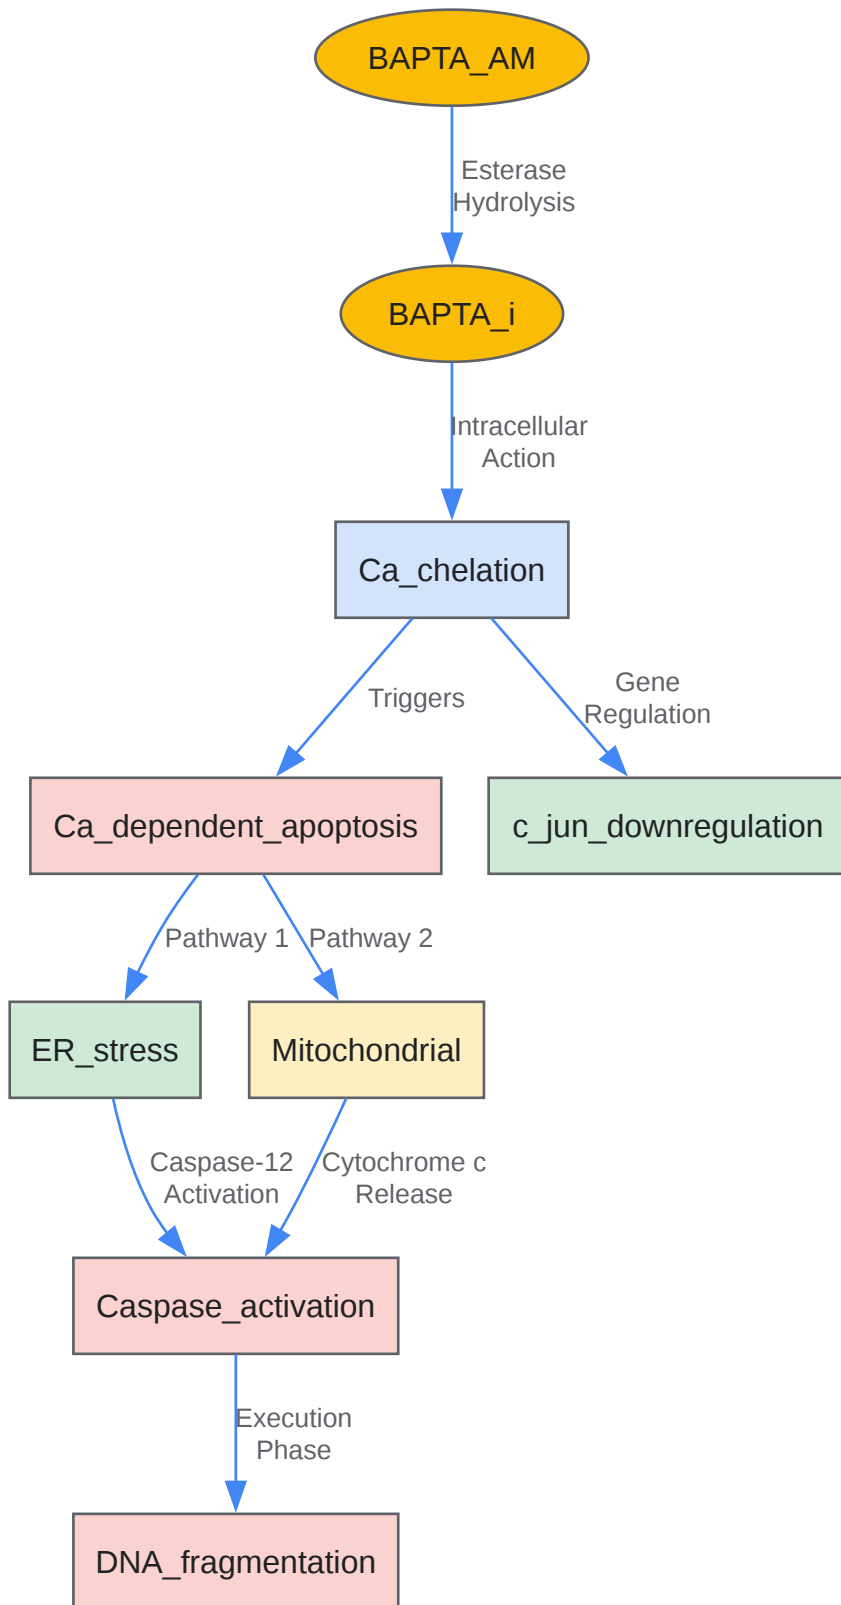 BAPTA_AM
Esterase
Hydrolysis
BAPTA_i
Intracellular
Action
Ca_chelation
Triggers
Gene
Regulation
Ca_dependent_apoptosis
c_jun_downregulation
Pathway 1
Pathway 2
ER_stress
Mitochondrial
Caspase-12
Activation
Cytochrome c
Release
Caspase_activation
Execution
Phase
DNA_fragmentation